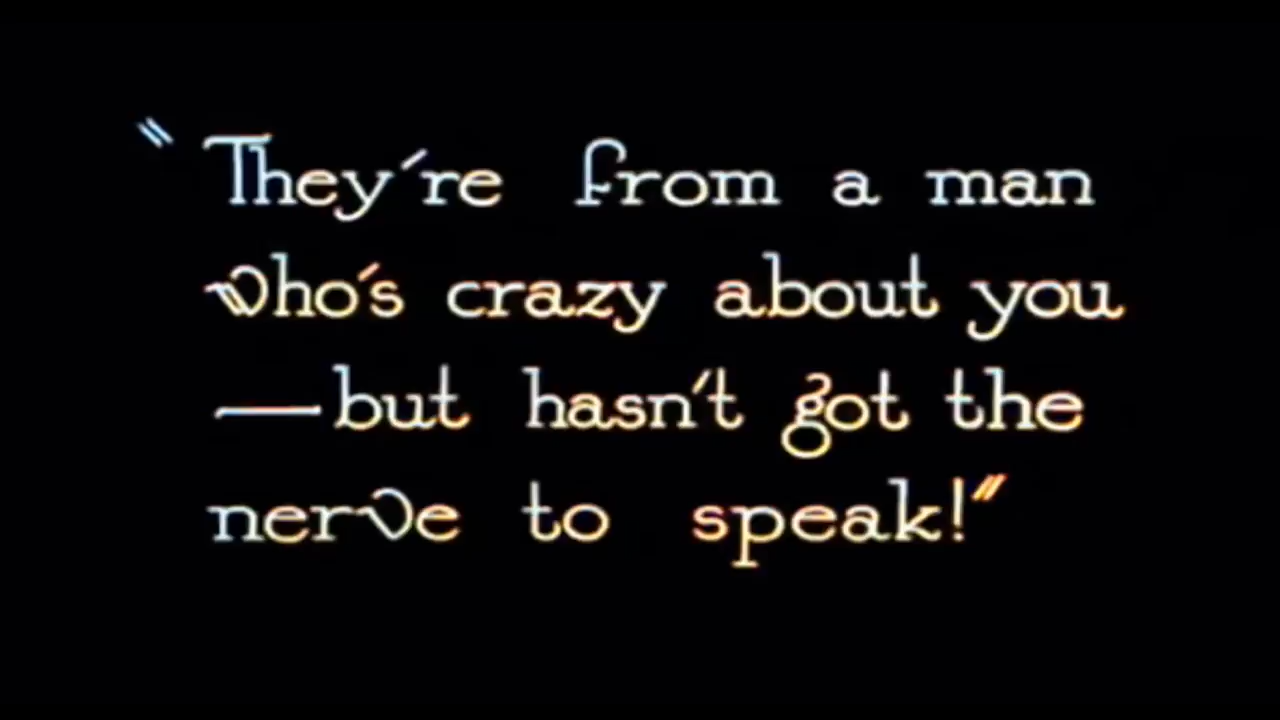 "They're from a man
who's crazy about you
—but hasn't got the
nerve to speak!"